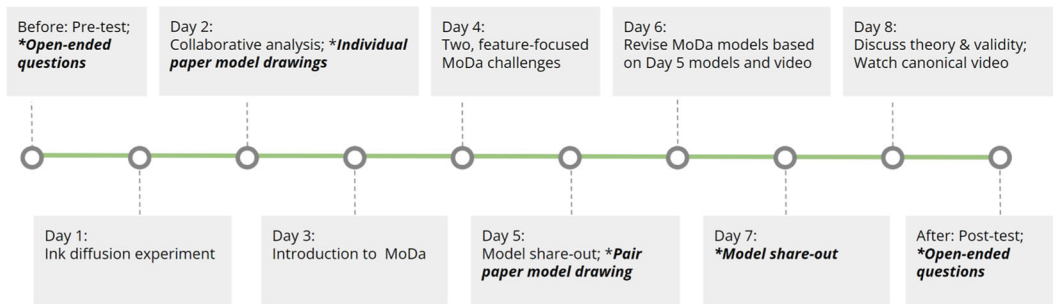 Before: Pre-test;
*Open-ended
questions
Day 2:
Collaborative analysis; *Individual
paper model drawings
Day 4:
Two, feature-focused
MoDa challenges
Day 6:
Revise MoDa models based
on Day 5 models and video
Day 8:
Discuss theory & validity;
Watch canonical video
Day 1:
Ink diffusion experiment
Day 3:
Introduction to MoDa
Day 5:
Model share-out; *Pair
paper model drawing
Day 7:
*Model share-out
After: Post-test;
*Open-ended
questions